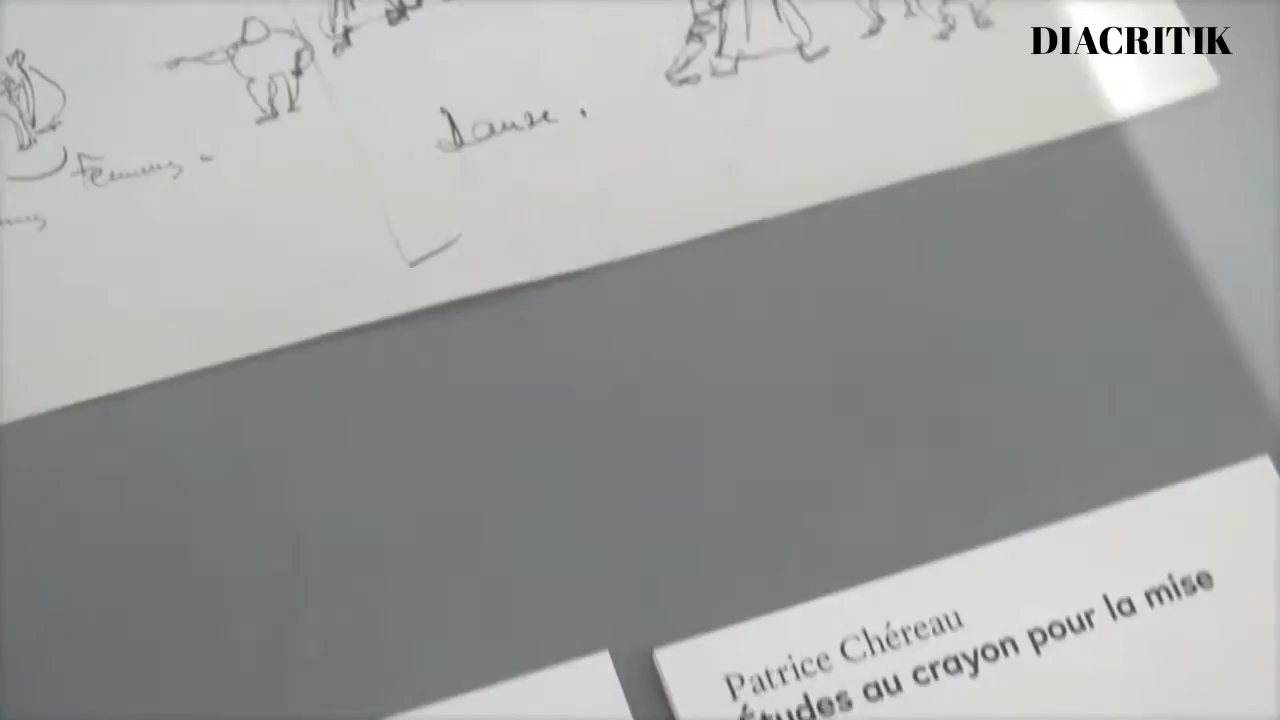 DIACRITIK
Danse.
Femmes.
Patrice Chéreau
Études au crayon pour la mise